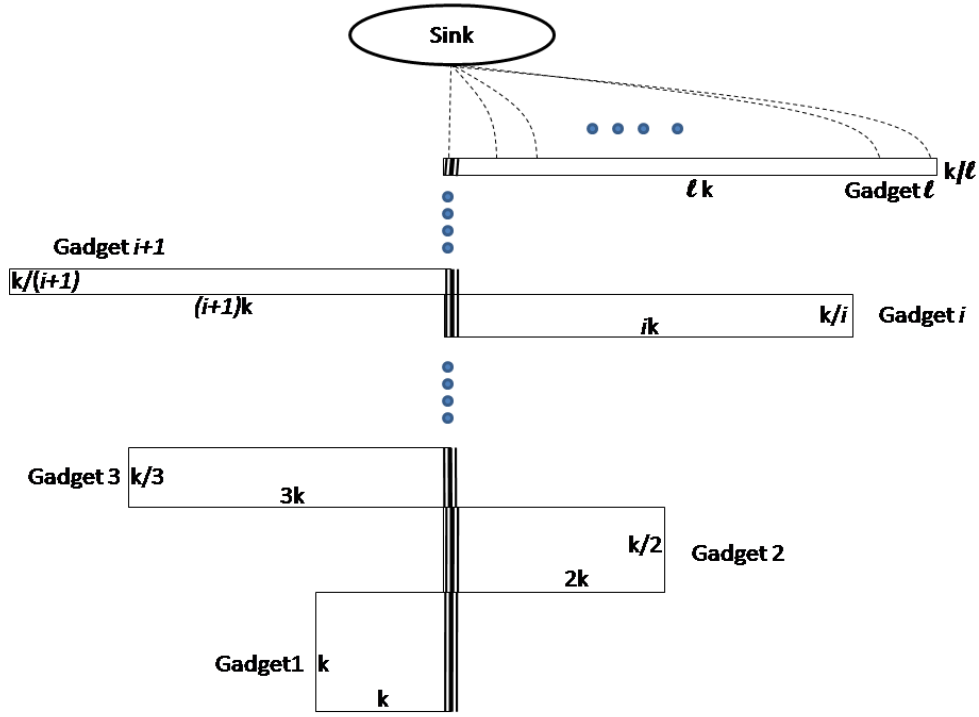 Sink
k/ℓ
ℓ k
Gadget ℓ
Gadget i+1
k/(i+1)
(i+1)k
k/i
Gadget i
ik
Gadget 3
k/3
3k
k/2
Gadget 2
2k
Gadget1
k
k